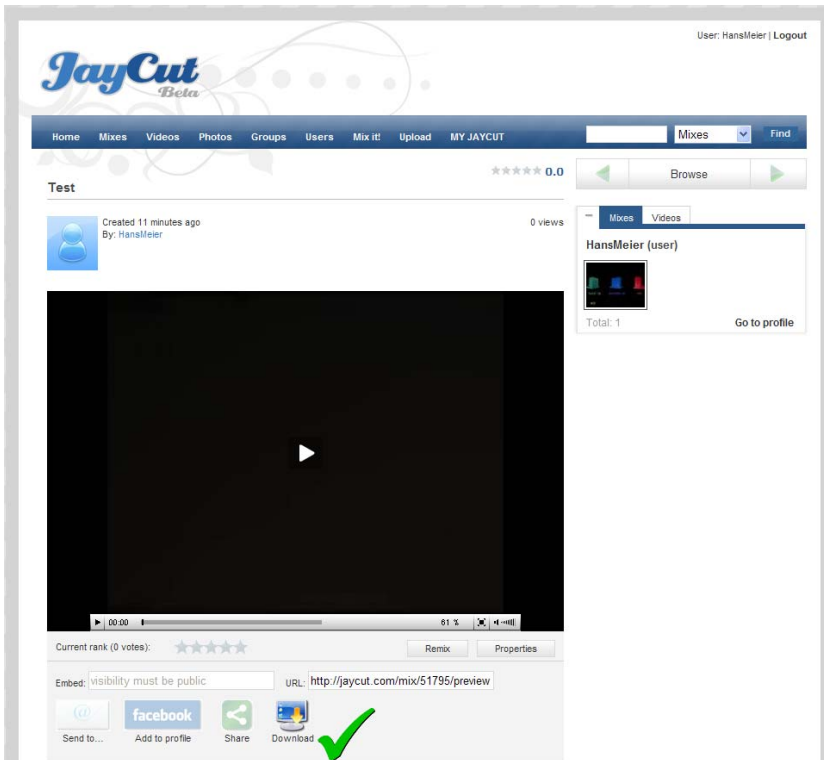 User: HansMeier | Logout
JayCut
Beta
Home Mixes Videos Photos Groups Users Mix it! Upload MY JAYCUT Mixes Find
0.0
Test
Browse
Created 11 minutes ago 0 views
By: HansMeier
– Mixes Videos
HansMeier (user)
Total: 1 Go to profile
00:00 61 %
Current rank (0 votes): Remix Properties
Embed: visibility must be public URL: http://jaycut.com/mix/51795/preview
@ facebook
Send to... Add to profile Share Download